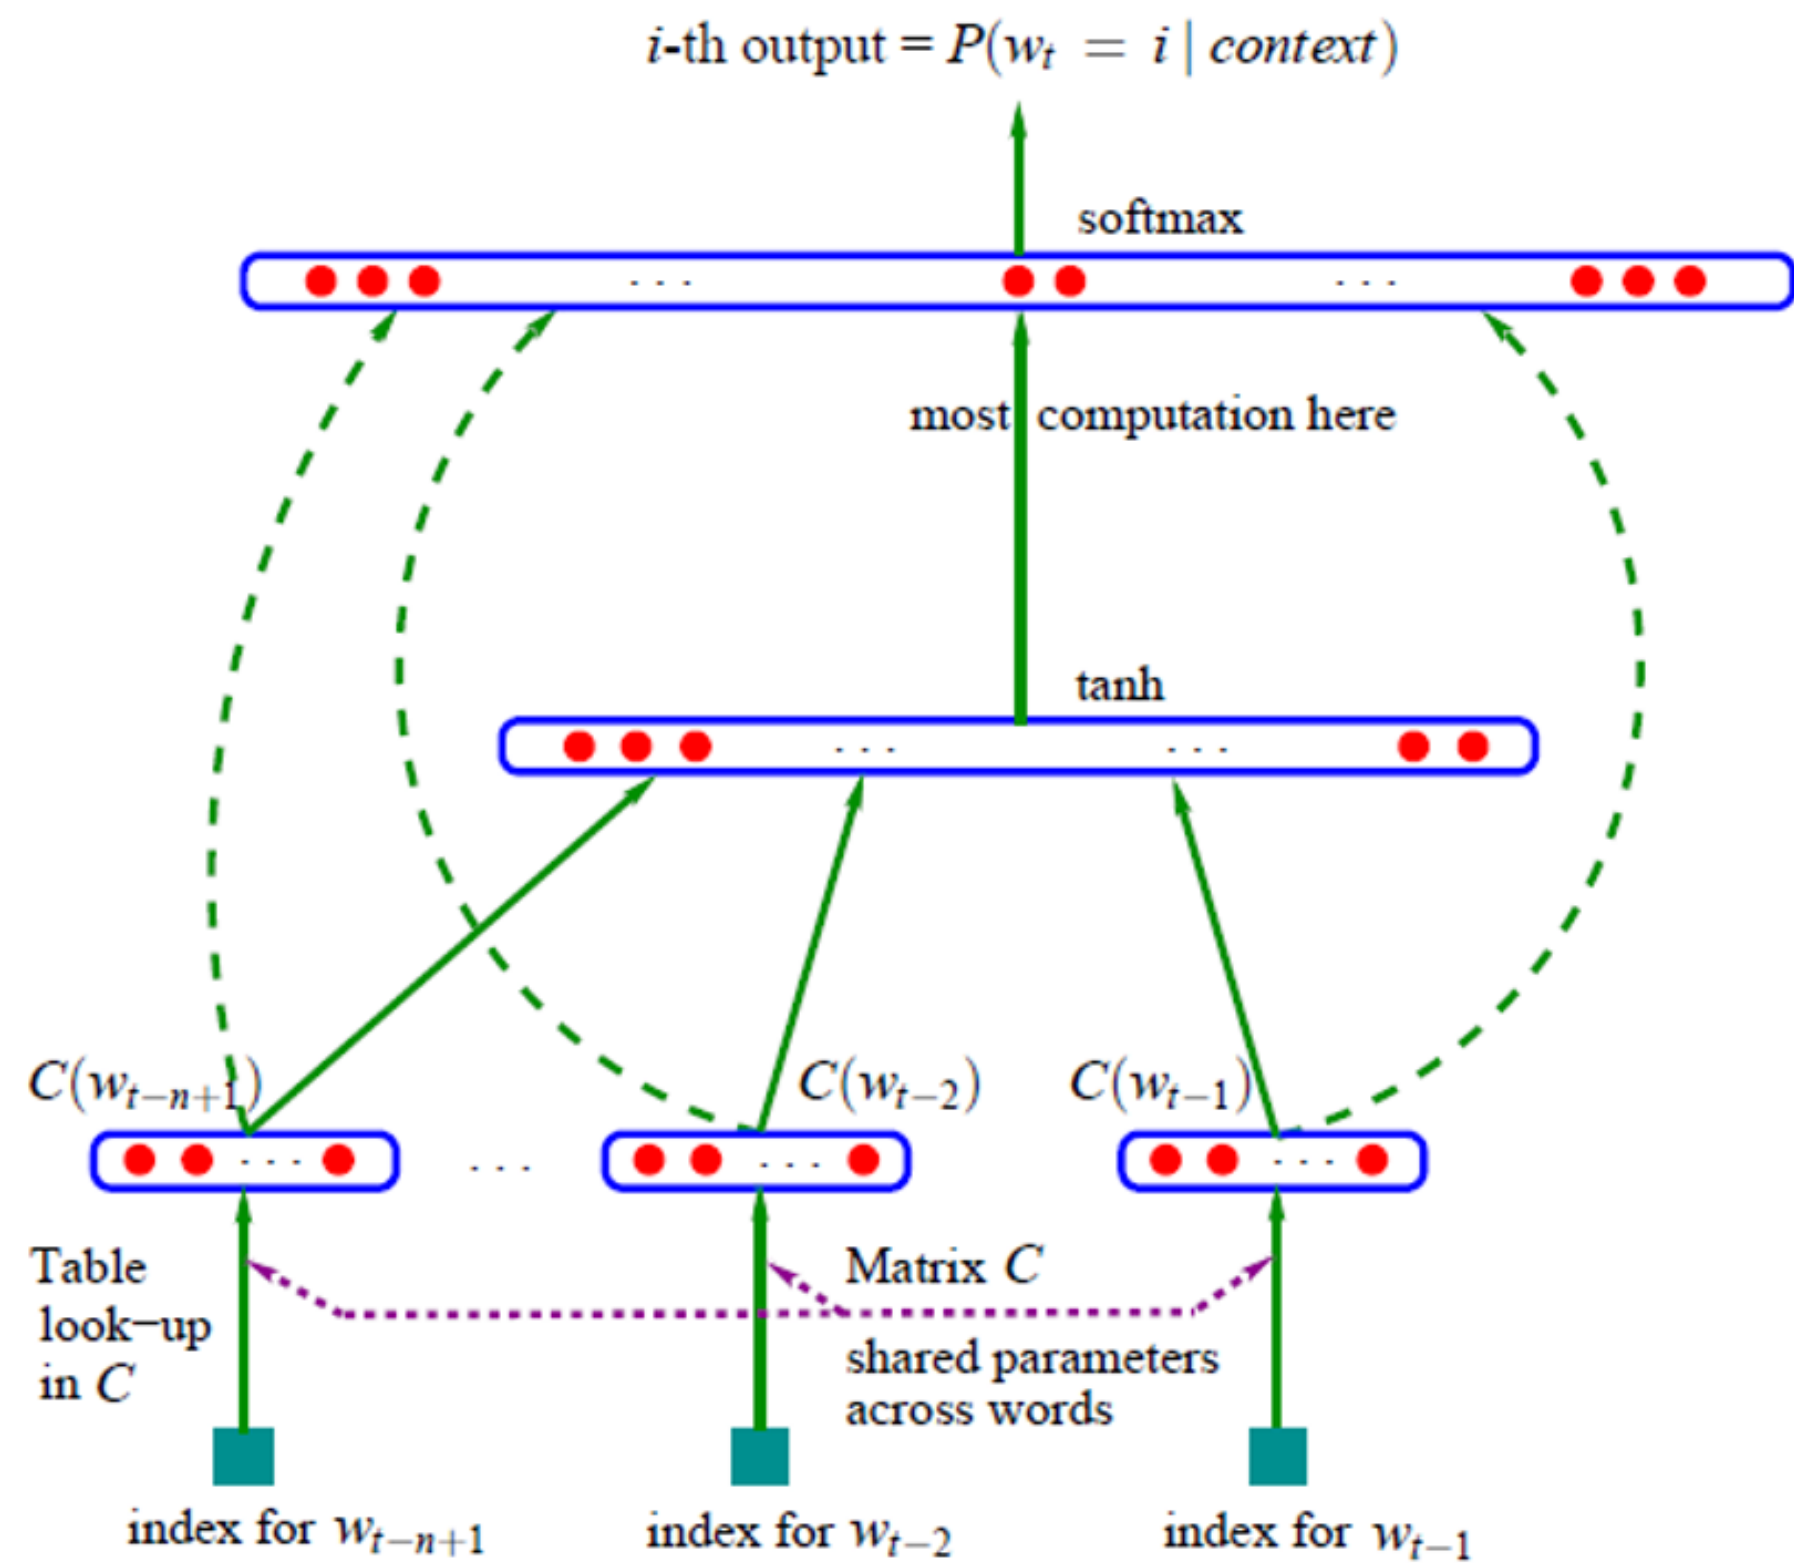 i-th output = P(w_t = i | context)
softmax
. . .
. . .
most computation here
tanh
. . .
. . .
C(w_{t−n+1})
C(w_{t−2})
C(w_{t−1})
. . .
. . .
. . .
. . .
Table
look−up
in C
Matrix C
shared parameters
across words
index for w_{t−n+1}
index for w_{t−2}
index for w_{t−1}